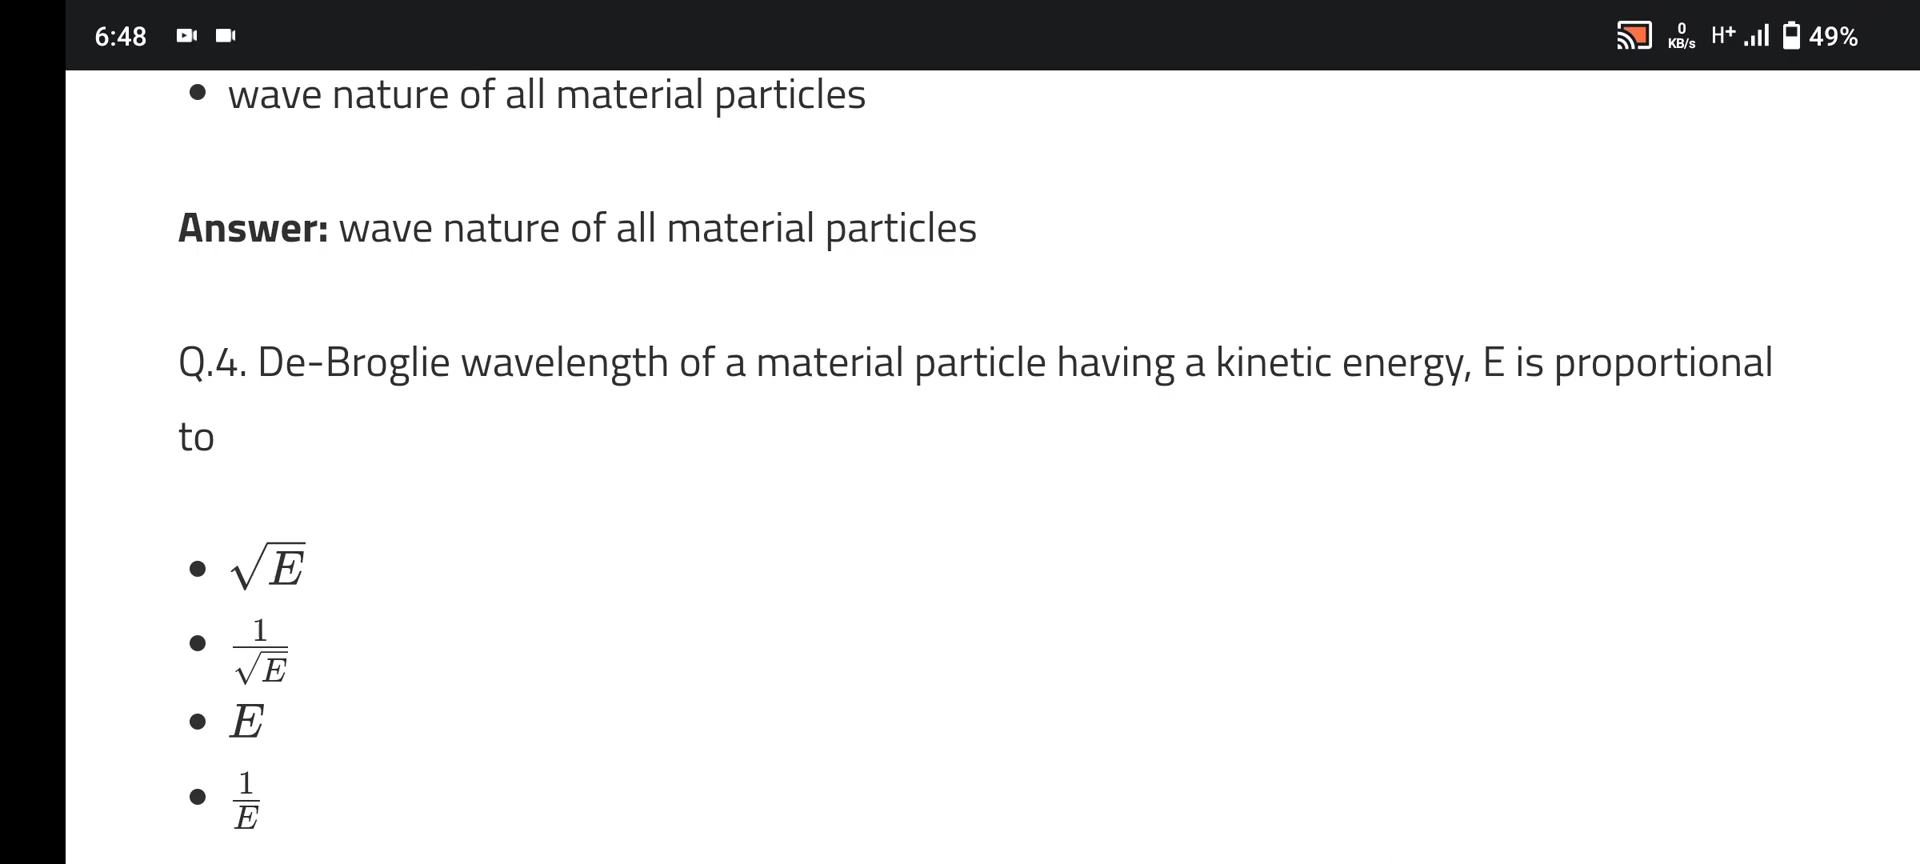 6:48 0 KB/s H+ 49%
• wave nature of all material particles
Answer: wave nature of all material particles
Q.4. De-Broglie wavelength of a material particle having a kinetic energy, E is proportional
to
• √E
• 1/√E
• E
• 1/E